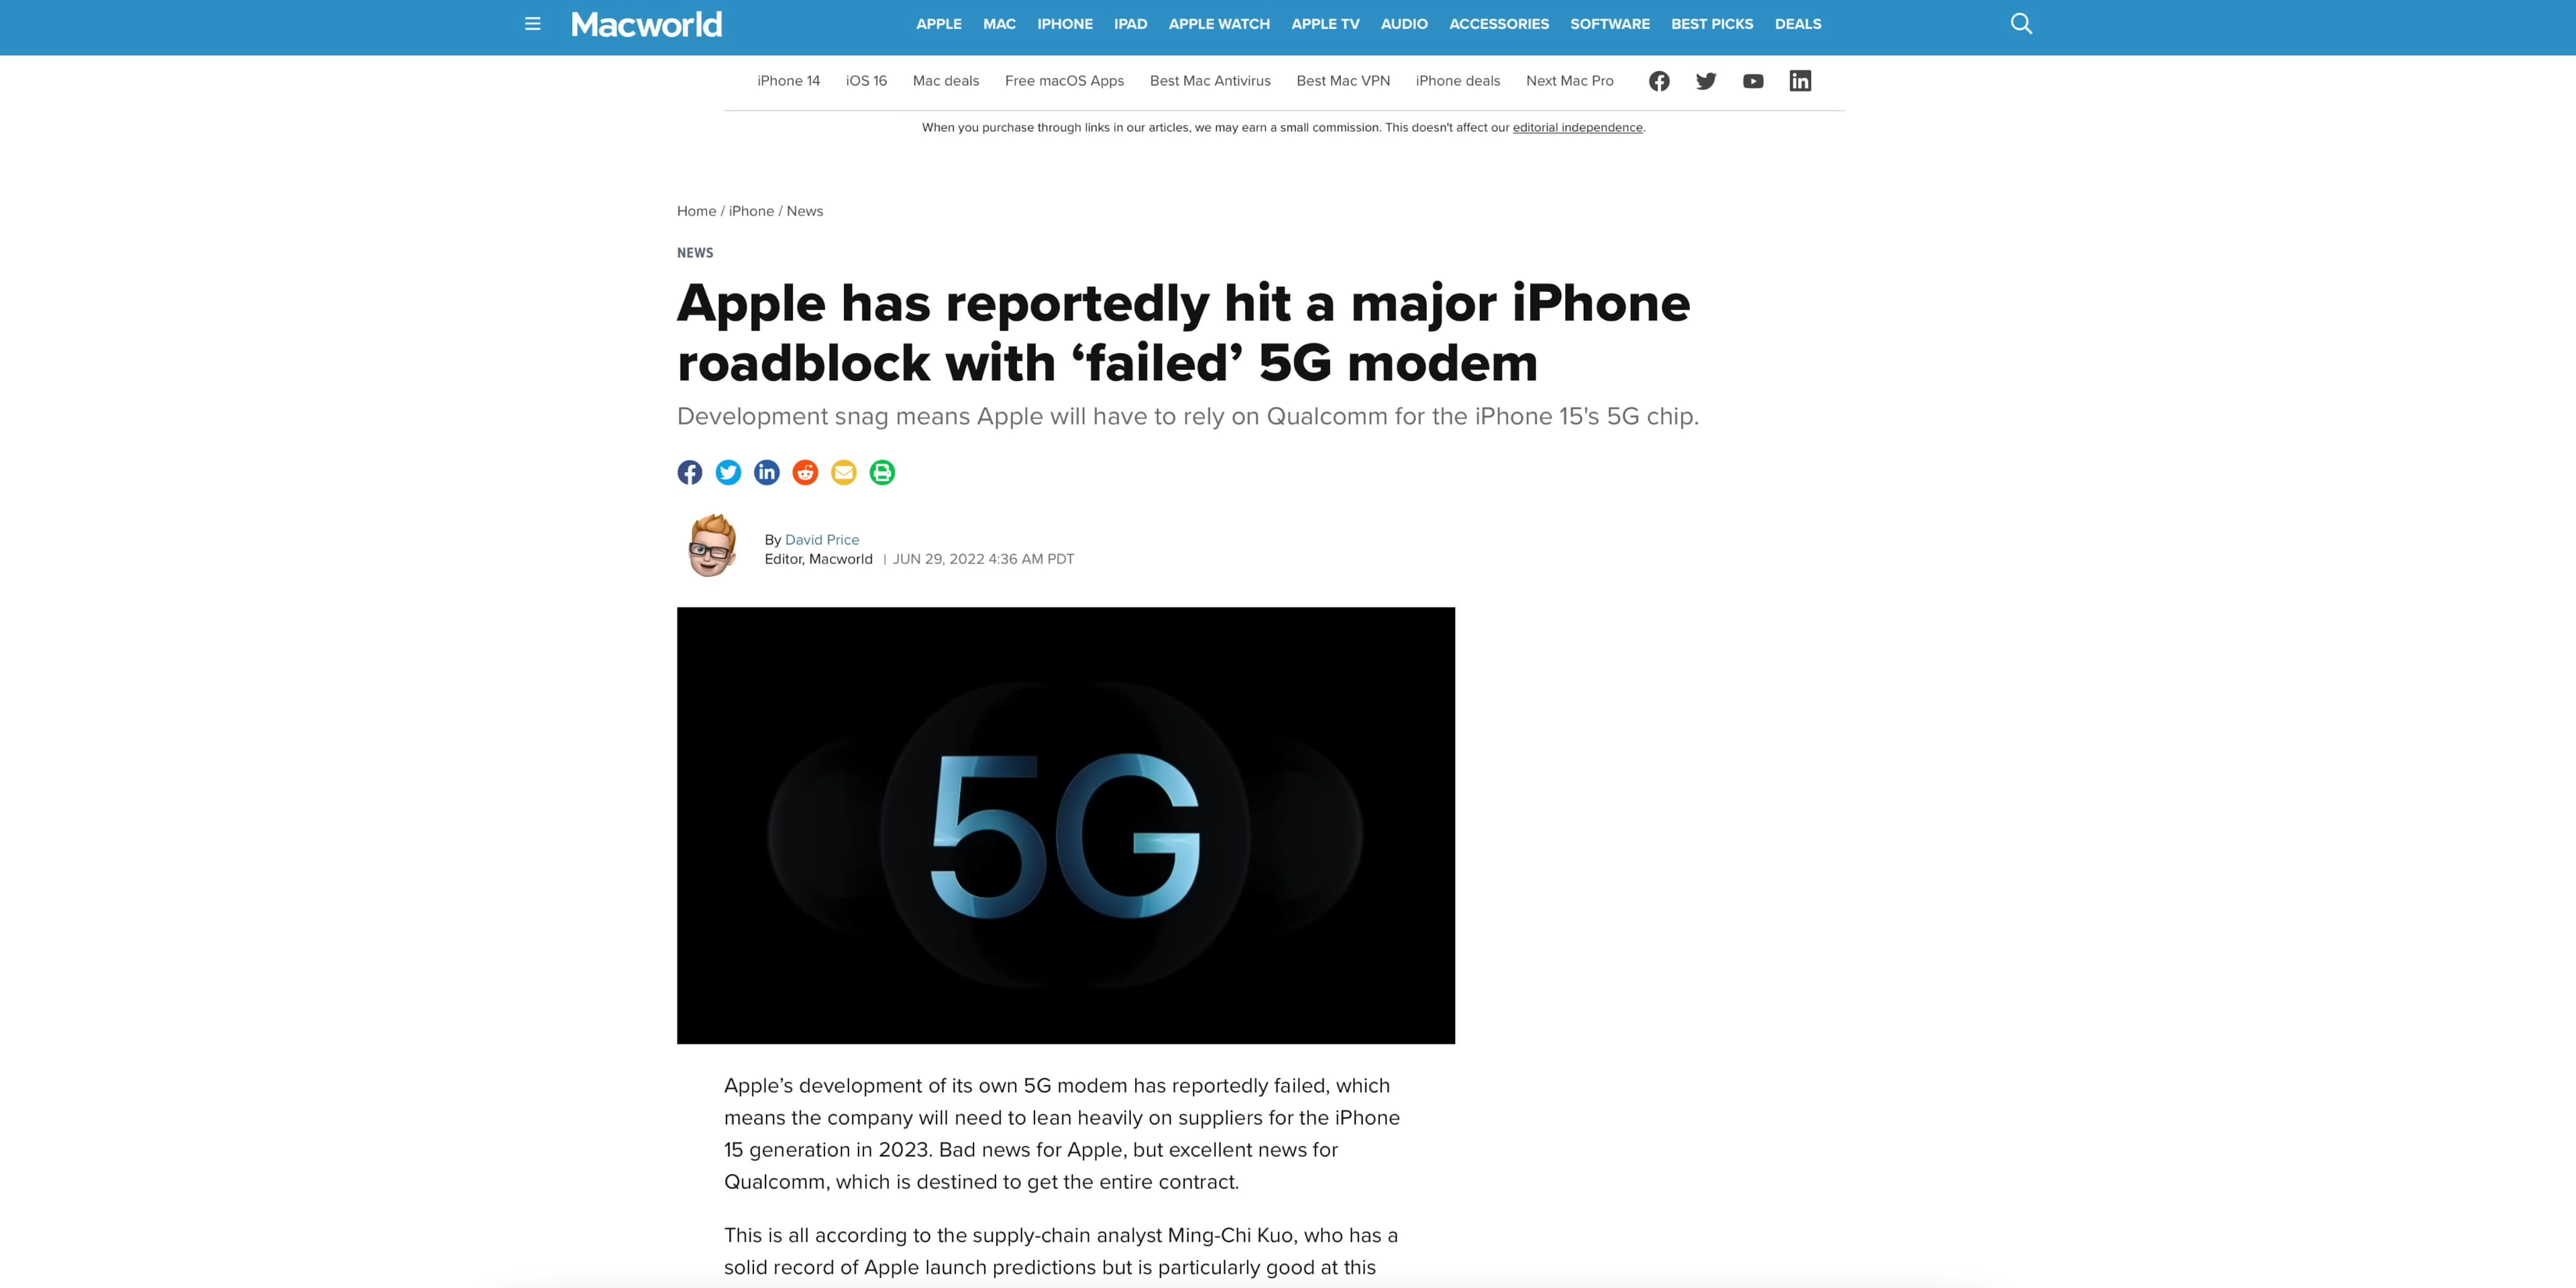 Macworld
APPLE MAC IPHONE IPAD APPLE WATCH APPLE TV AUDIO ACCESSORIES SOFTWARE BEST PICKS DEALS
iPhone 14 iOS 16 Mac deals Free macOS Apps Best Mac Antivirus Best Mac VPN iPhone deals Next Mac Pro
When you purchase through links in our articles, we may earn a small commission. This doesn't affect our editorial independence.
Home / iPhone / News
NEWS
Apple has reportedly hit a major iPhone
roadblock with ‘failed’ 5G modem
Development snag means Apple will have to rely on Qualcomm for the iPhone 15's 5G chip.
By David Price
Editor, Macworld | JUN 29, 2022 4:36 AM PDT
5G
Apple’s development of its own 5G modem has reportedly failed, which
means the company will need to lean heavily on suppliers for the iPhone
15 generation in 2023. Bad news for Apple, but excellent news for
Qualcomm, which is destined to get the entire contract.
This is all according to the supply-chain analyst Ming-Chi Kuo, who has a
solid record of Apple launch predictions but is particularly good at this